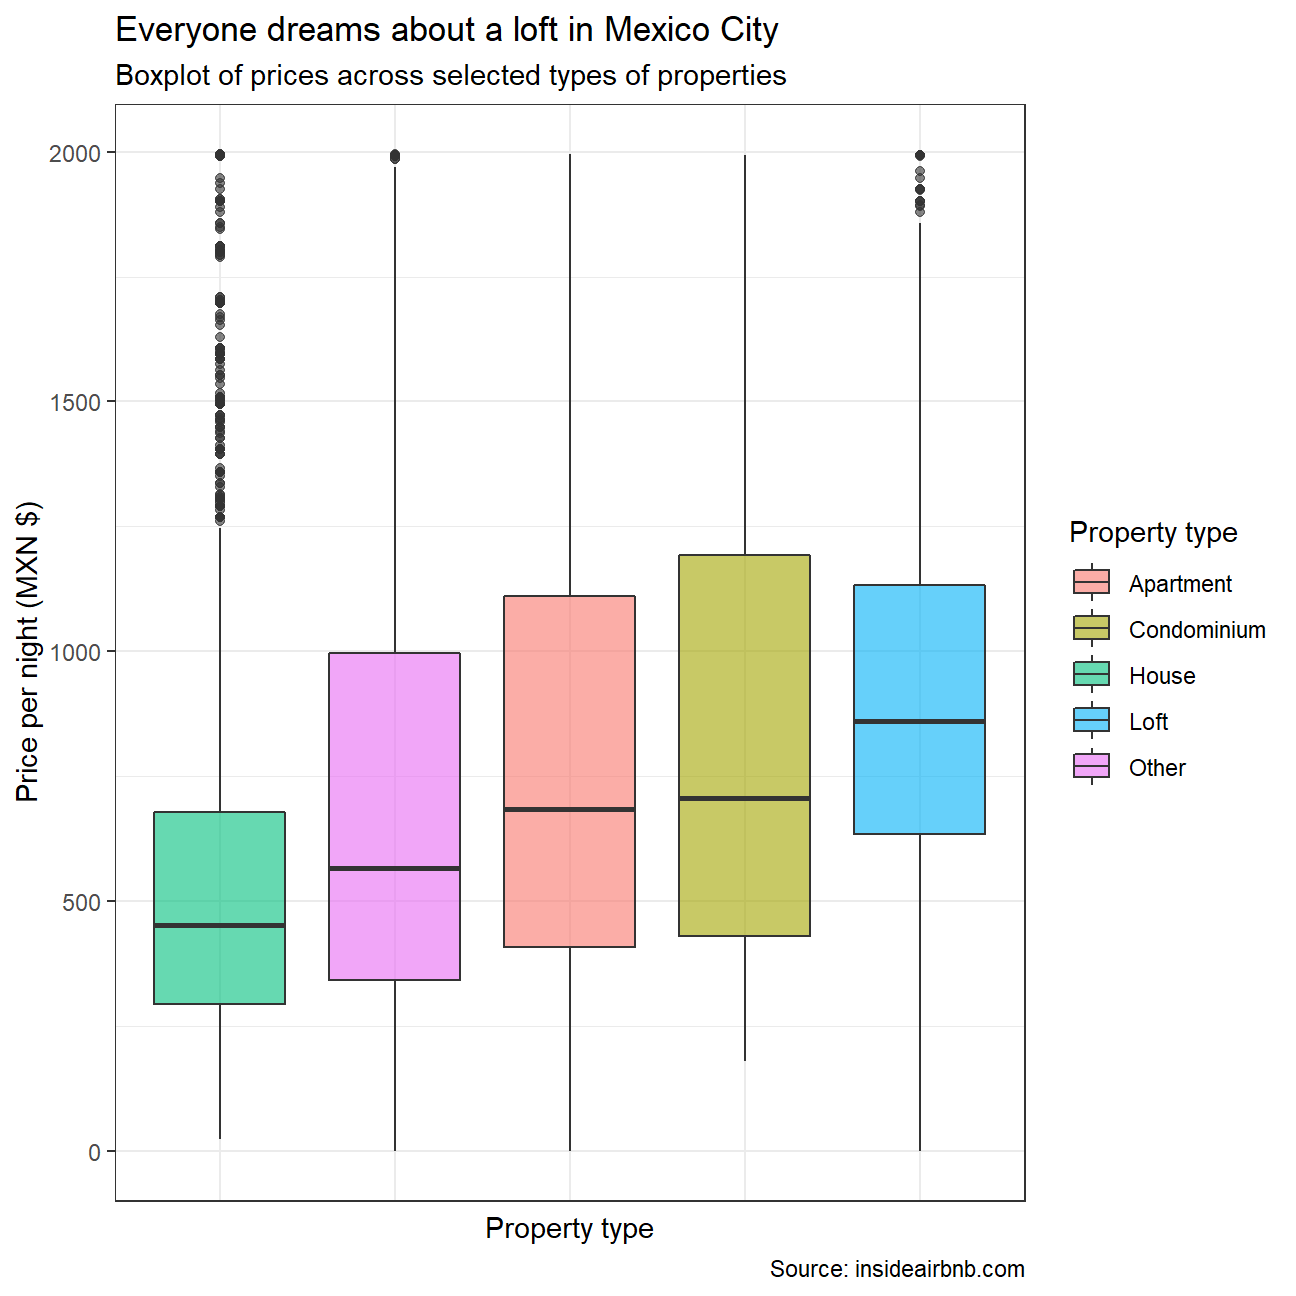 Everyone dreams about a loft in Mexico City
Boxplot of prices across selected types of properties
Price per night (MXN $)
2000
1500
1000
500
0
Property type
Property type
Apartment
Condominium
House
Loft
Other
Source: insideairbnb.com